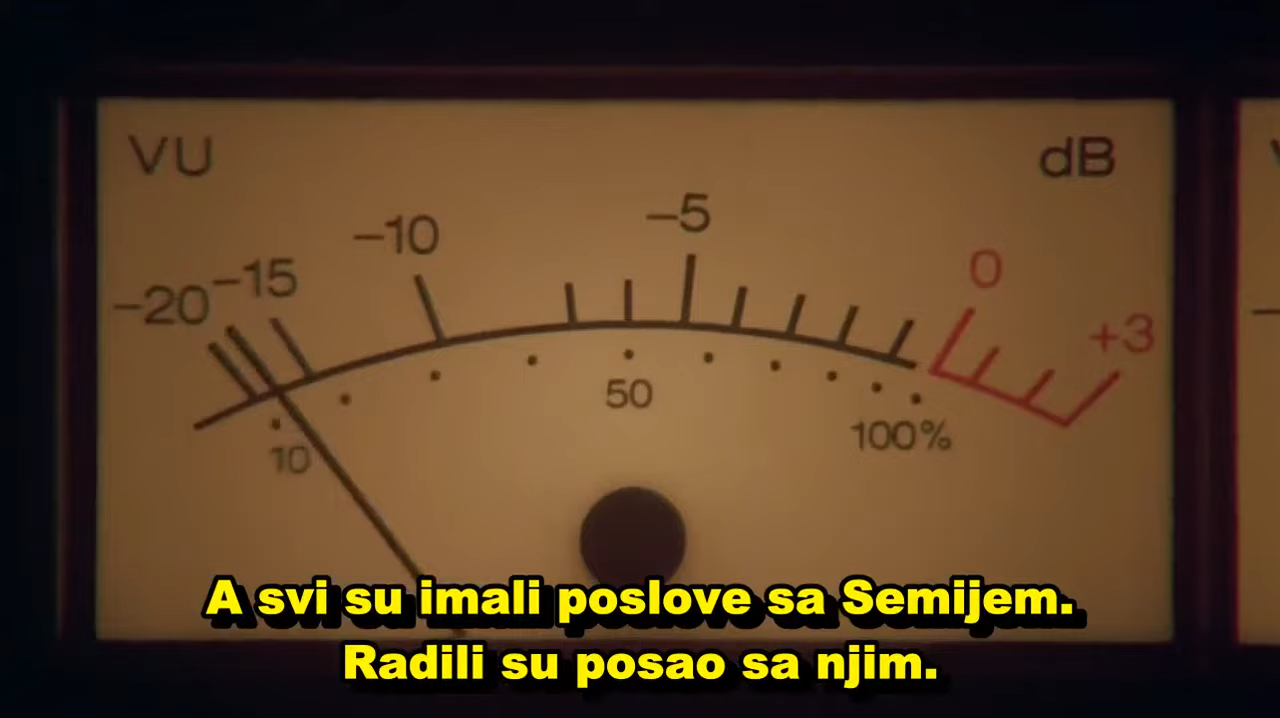 VU dB
-20 -15 -10 -5 0 +3
10 50 100%
A svi su imali poslove sa Semijem.
Radili su posao sa njim.